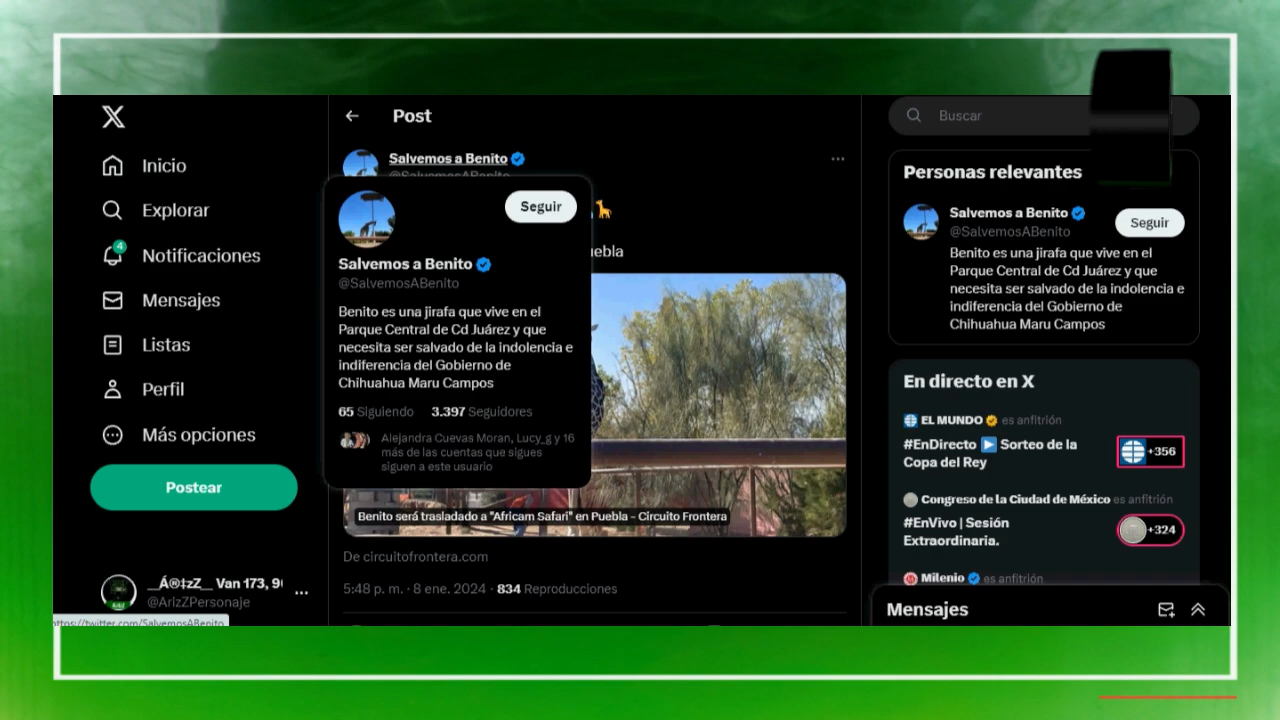 X
Inicio
Explorar
4
Notificaciones
Mensajes
Listas
Perfil
Más opciones
Postear
@ArizZPersonaje
https://twitter.com/SalvemosABenito
Post
Salvemos a Benito
@SalvemosABenito
Seguir
Salvemos a Benito
@SalvemosABenito
Benito es una jirafa que vive en el
Parque Central de Cd Juárez y que
necesita ser salvado de la indolencia e
indiferencia del Gobierno de
Chihuahua Maru Campos
65 Siguiendo 3.397 Seguidores
Alejandra Cuevas Moran, Lucy_g y 16
más de las cuentas que sigues
siguen a este usuario
uebla
Benito será trasladado a "Africam Safari" en Puebla - Circuito Frontera
De circuitofrontera.com
5:48 p. m. · 8 ene. 2024 · 834 Reproducciones
Buscar
Personas relevantes
Salvemos a Benito
@SalvemosABenito
Seguir
Benito es una jirafa que vive en el
Parque Central de Cd Juárez y que
necesita ser salvado de la indolencia e
indiferencia del Gobierno de
Chihuahua Maru Campos
En directo en X
EL MUNDO es anfitrión
#EnDirecto ▶️ Sorteo de la
Copa del Rey
+356
Congreso de la Ciudad de México es anfitrión
#EnVivo | Sesión
Extraordinaria.
+324
Milenio es anfitrión
Mensajes